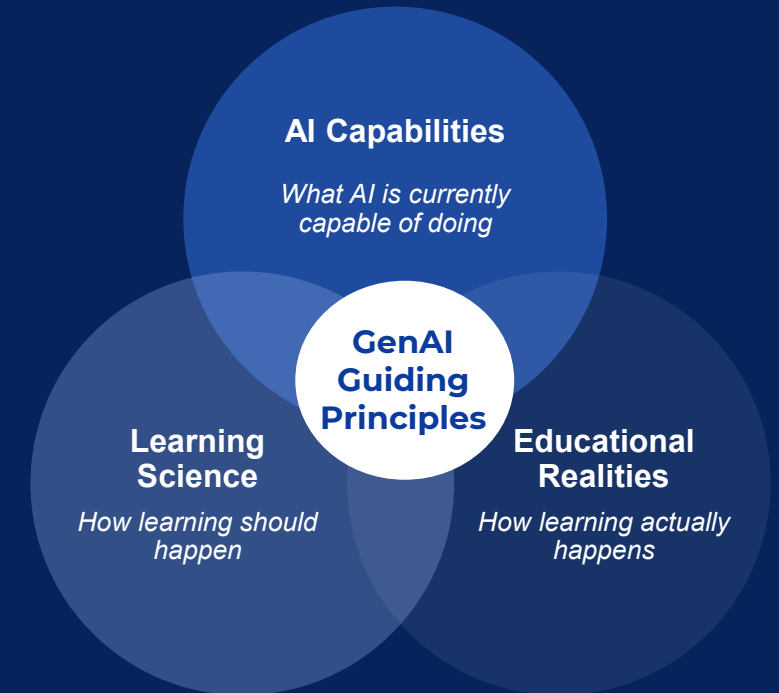 AI Capabilities
What AI is currently
capable of doing
GenAI
Guiding
Principles
Learning
Science
How learning should
happen
Educational
Realities
How learning actually
happens